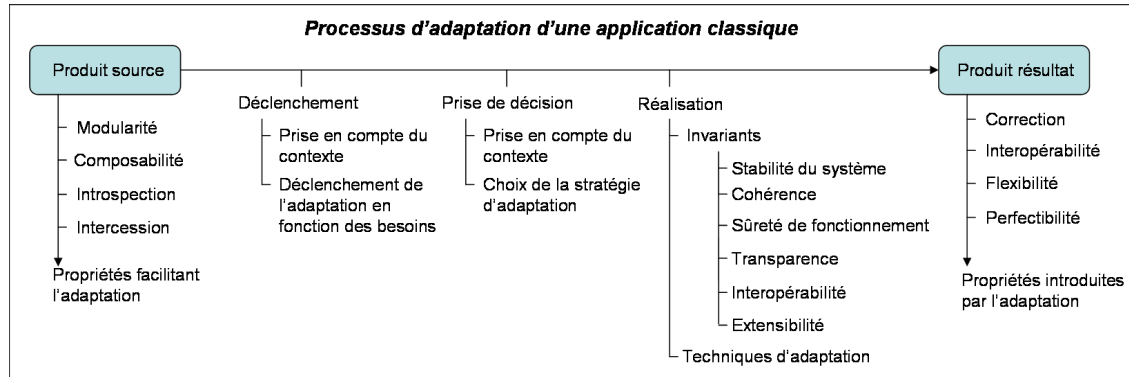 Processus d'adaptation d'une application classique
Produit source
Produit résultat
Modularité
Composabilité
Introspection
Intercession
Propriétés facilitant
l'adaptation
Déclenchement
Prise en compte du
contexte
Déclenchement de
l'adaptation en
fonction des besoins
Prise de décision
Prise en compte du
contexte
Choix de la stratégie
d'adaptation
Réalisation
Invariants
Stabilité du système
Cohérence
Sûreté de fonctionnement
Transparence
Interopérabilité
Extensibilité
Techniques d'adaptation
Correction
Interopérabilité
Flexibilité
Perfectibilité
Propriétés introduites
par l'adaptation